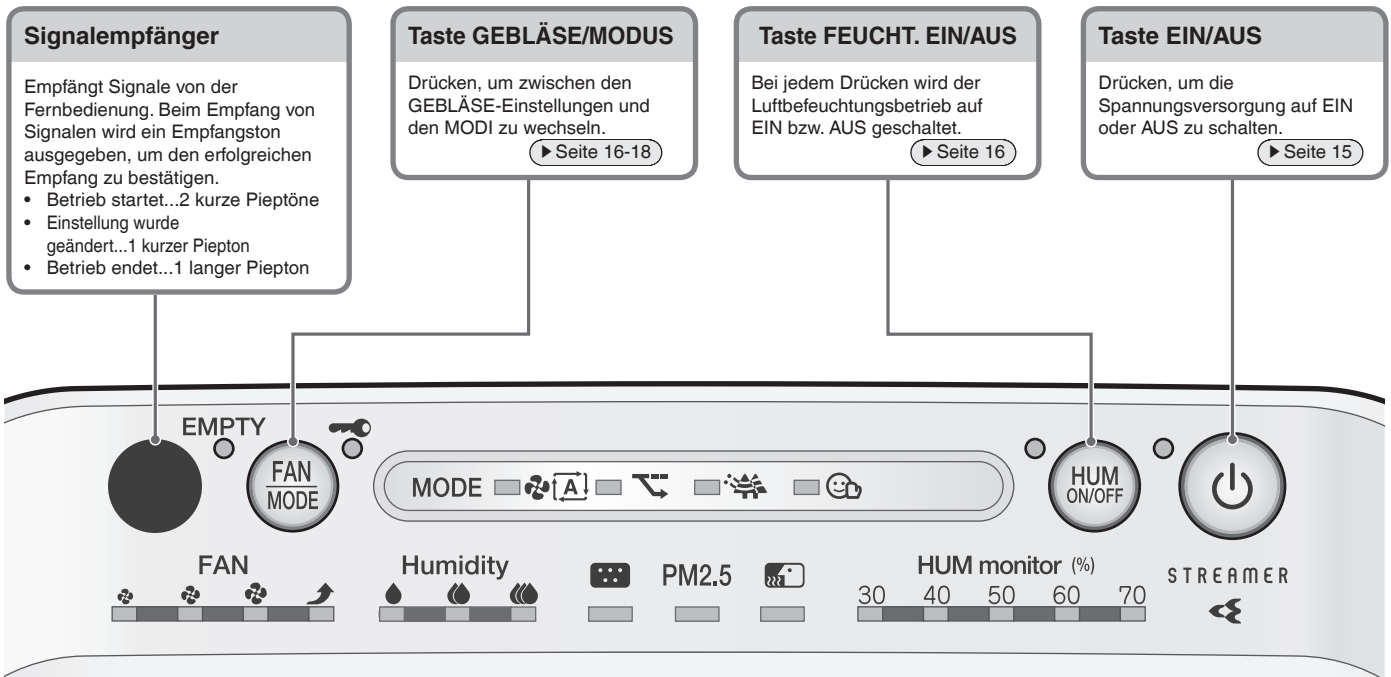 Signalempfänger
Empfängt Signale von der
Fernbedienung. Beim Empfang von
Signalen wird ein Empfangston
ausgegeben, um den erfolgreichen
Empfang zu bestätigen.
• Betrieb startet...2 kurze Pieptöne
• Einstellung wurde
geändert...1 kurzer Piepton
• Betrieb endet...1 langer Piepton
Taste GEBLÄSE/MODUS
Drücken, um zwischen den
GEBLÄSE-Einstellungen und
den MODI zu wechseln.
▶ Seite 16-18
Taste FEUCHT. EIN/AUS
Bei jedem Drücken wird der
Luftbefeuchtungsbetrieb auf
EIN bzw. AUS geschaltet.
▶ Seite 16
Taste EIN/AUS
Drücken, um die
Spannungsversorgung auf EIN
oder AUS zu schalten.
▶ Seite 15
EMPTY
FAN
MODE
MODE
A
HUM
ON/OFF
FAN
Humidity
PM2.5
HUM monitor (%)
30 40 50 60 70
STREAMER